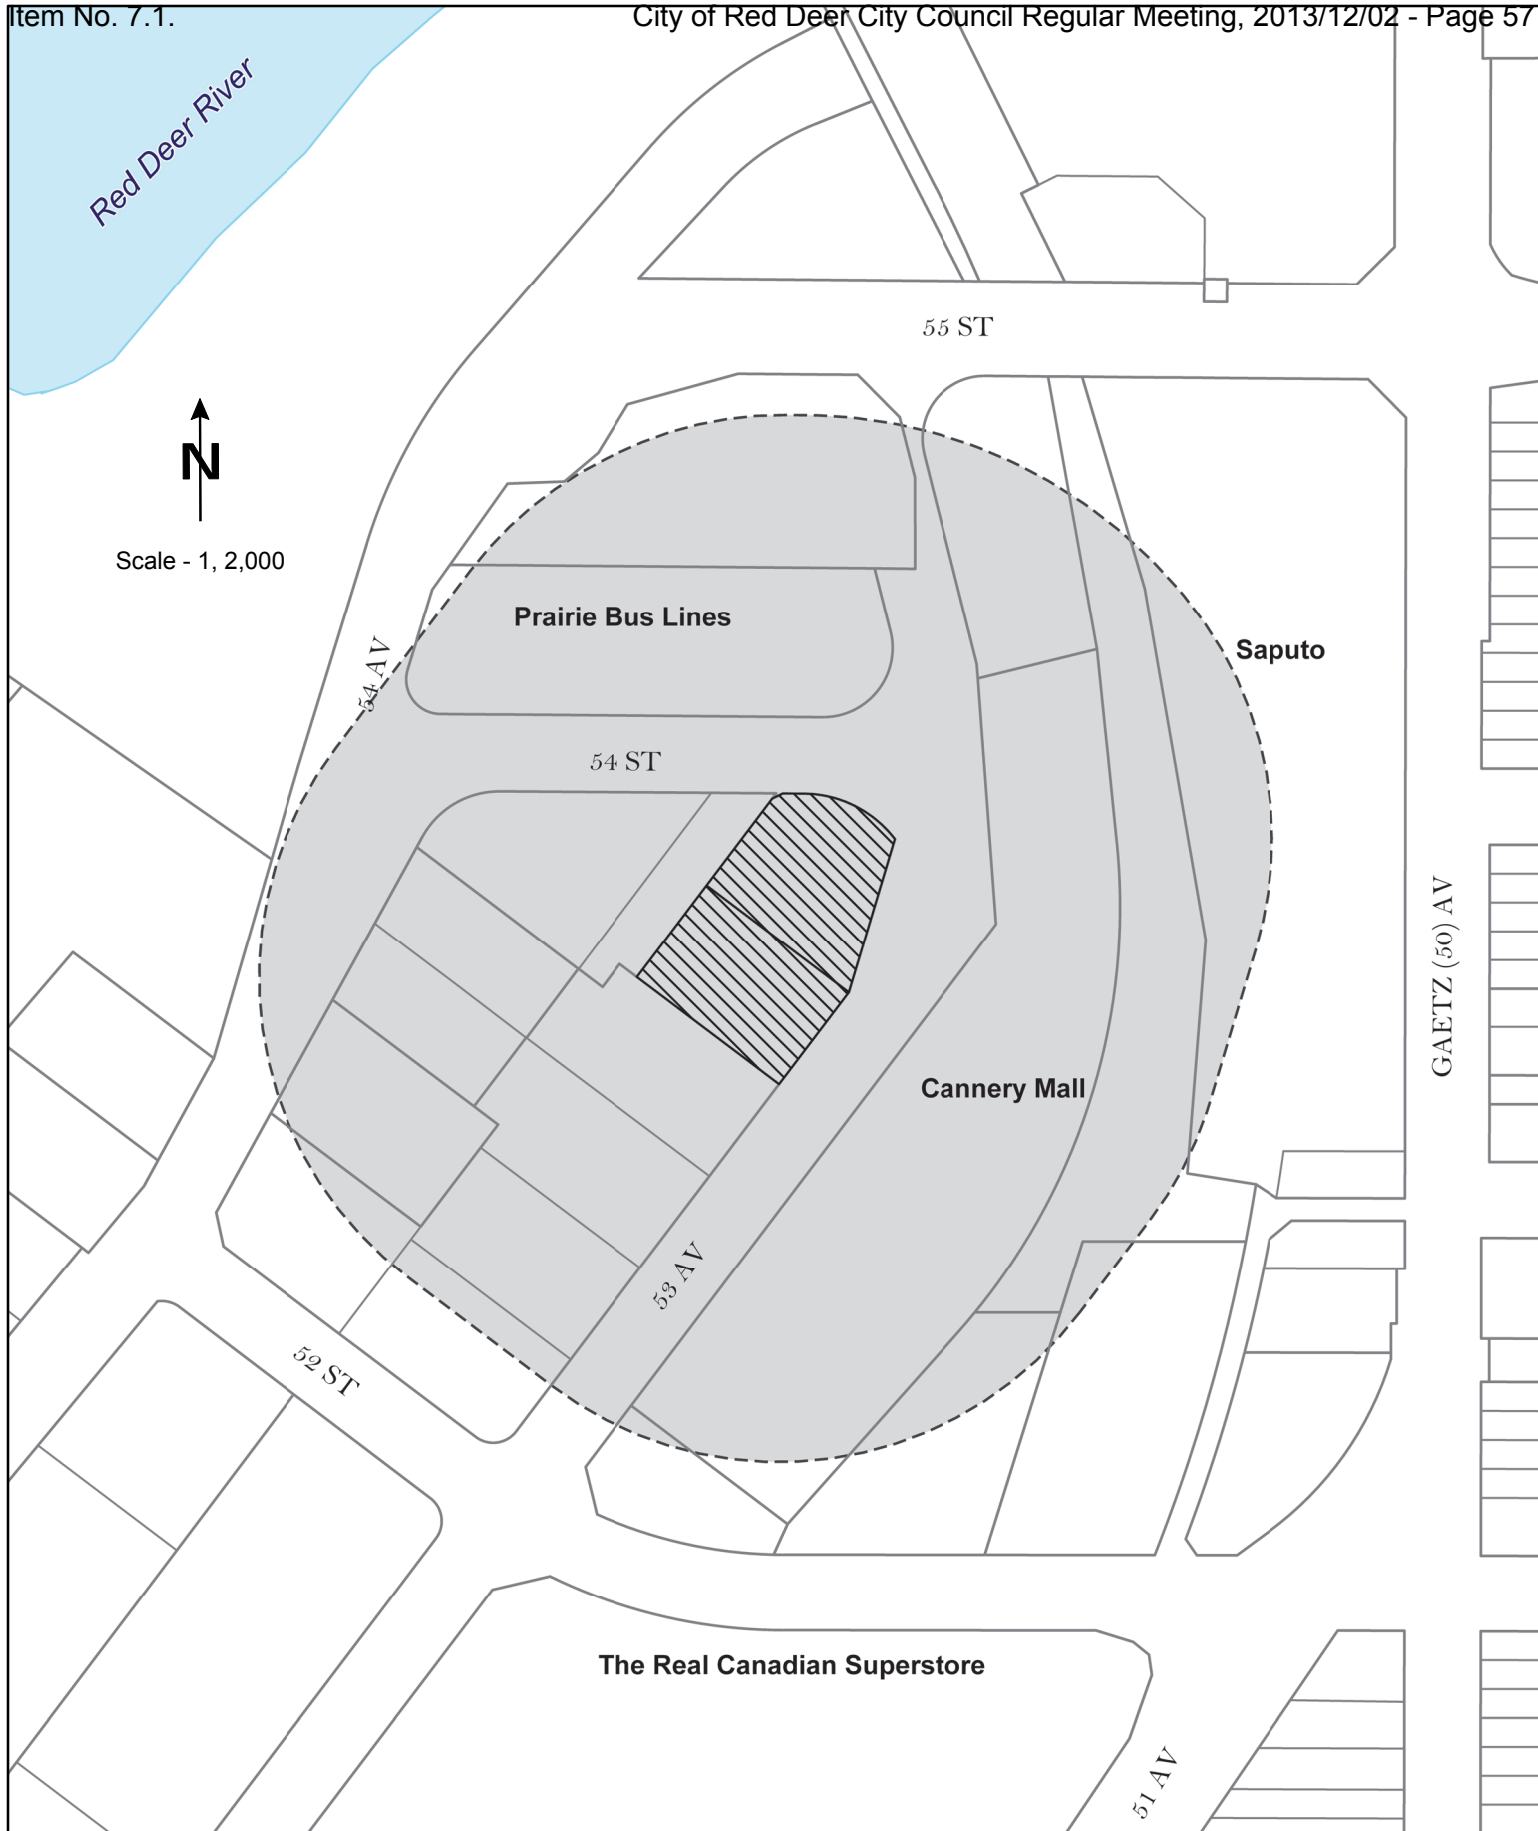 Item No. 7.1.
City of Red Deer City Council Regular Meeting, 2013/12/02 - Page 57
Red Deer River
55 ST
N
Scale - 1, 2,000
Prairie Bus Lines
54 AV
Saputo
54 ST
GAETZ (50) AV
Cannery Mall
53 AV
52 ST
The Real Canadian Superstore
51 AV